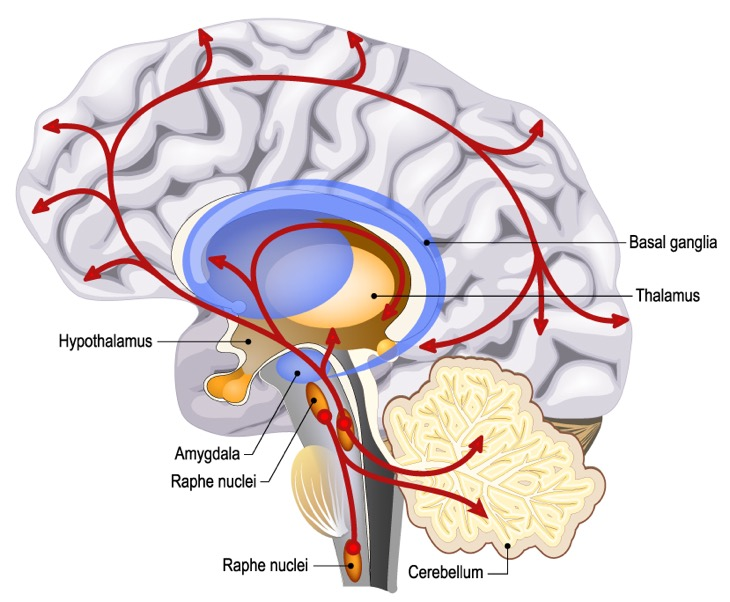 Basal ganglia
Thalamus
Hypothalamus
Amygdala
Raphe nuclei
Raphe nuclei
Cerebellum